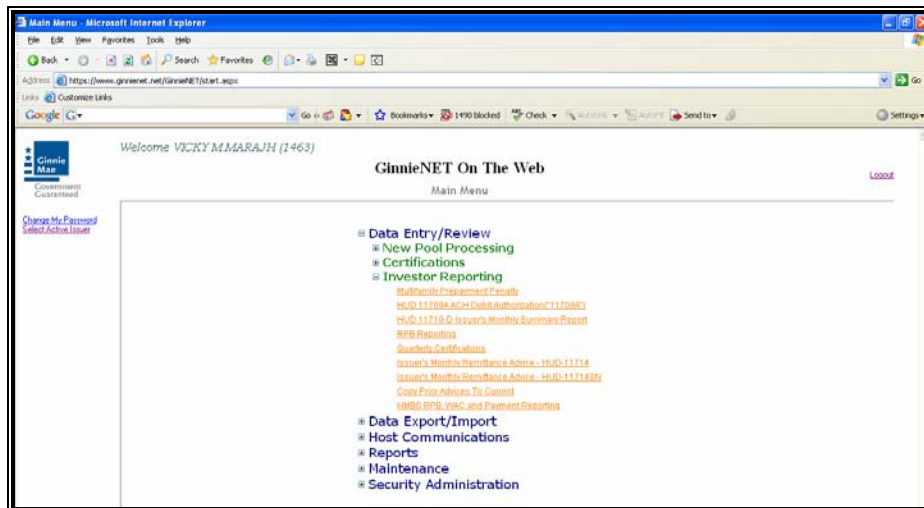 Main Menu - Microsoft Internet Explorer
File Edit View Favorites Tools Help
Back Search Favorites
Address https://www.ginnienet.net/GinnieNET/start.aspx Go
Links Customize Links
Google G Go Bookmarks 1490 blocked Check AutoLink AutoFill Send to Settings
Welcome VICKY M MARAJH (1463)
Ginnie Mae
Government Guaranteed
GinnieNET On The Web
Main Menu
Logout
Change My Password
Select Active Issuer
Data Entry/Review
New Pool Processing
Certifications
Investor Reporting
Multifamily Prepayment Penalty
HUD 11709A ACH Debit Authorization("11709A")
HUD 11710-D Issuer's Monthly Summary Report
RPB Reporting
Quarterly Certifications
Issuer's Monthly Remittance Advice - HUD-11714
Issuer's Monthly Remittance Advice - HUD-11714SN
Copy Prior Advices To Current
HMBS RPB, WAC and Payment Reporting
Data Export/Import
Host Communications
Reports
Maintenance
Security Administration